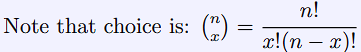 Note that choice is: $\binom{n}{x} = \frac{n!}{x!(n-x)!}$